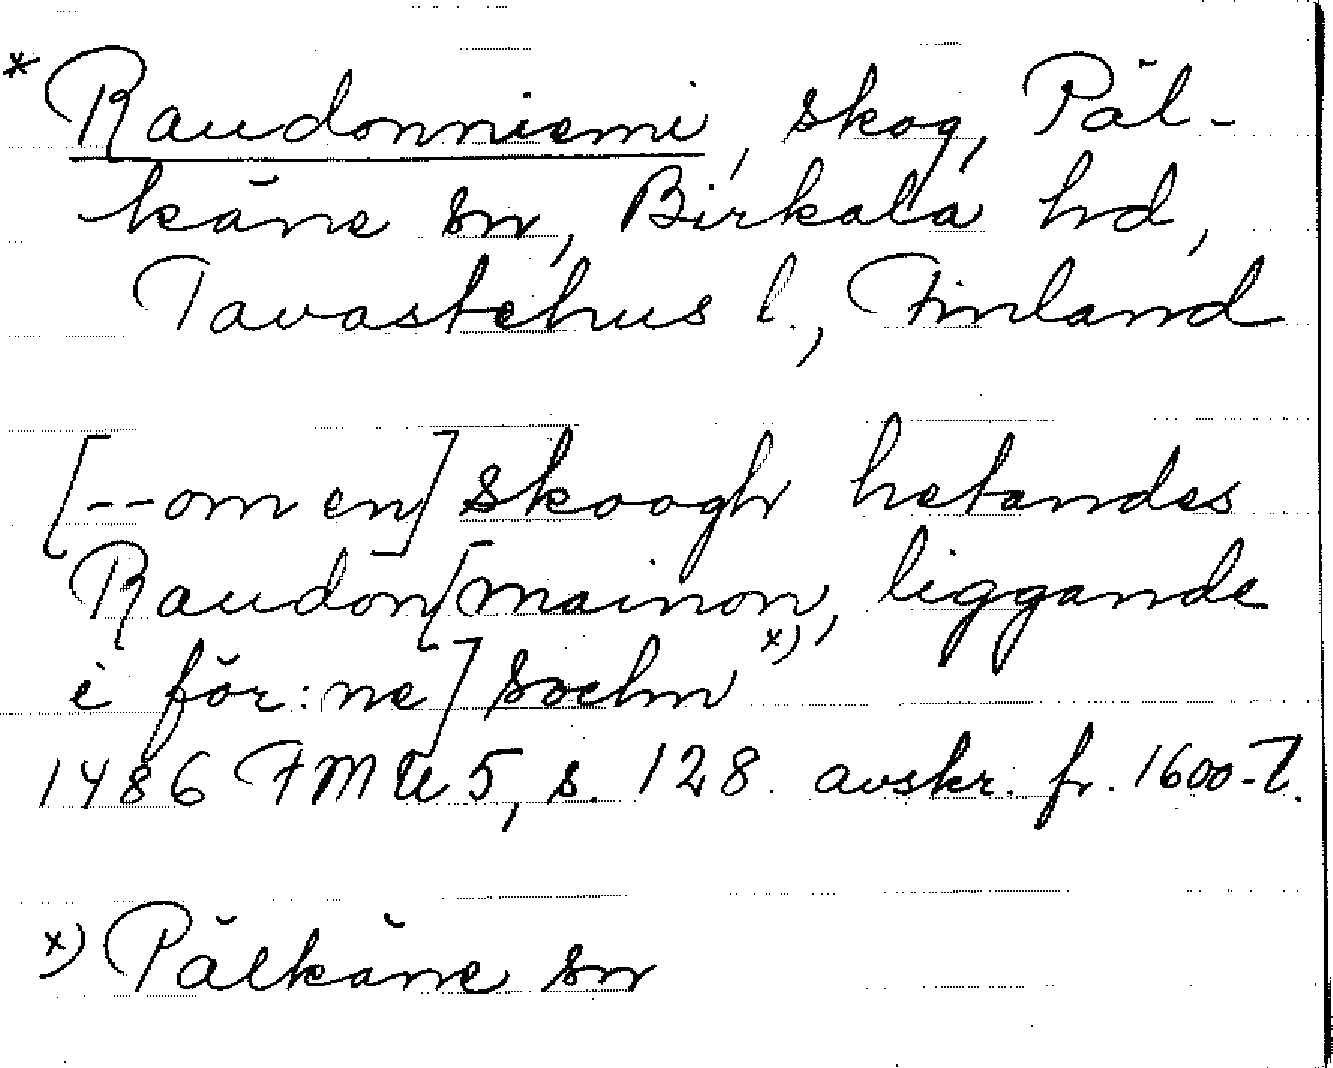 * Raudonniemi, skog, Päl-
käne sn, Birkala hd,
Tavastehus l., Finland
[--om en] skoogh hetandes
Raudon[mainon, liggande
i för:ne] sochn x)
1486 FMU 5, s. 128. avskr. fr. 1600-t.
x) Pälkäne sn